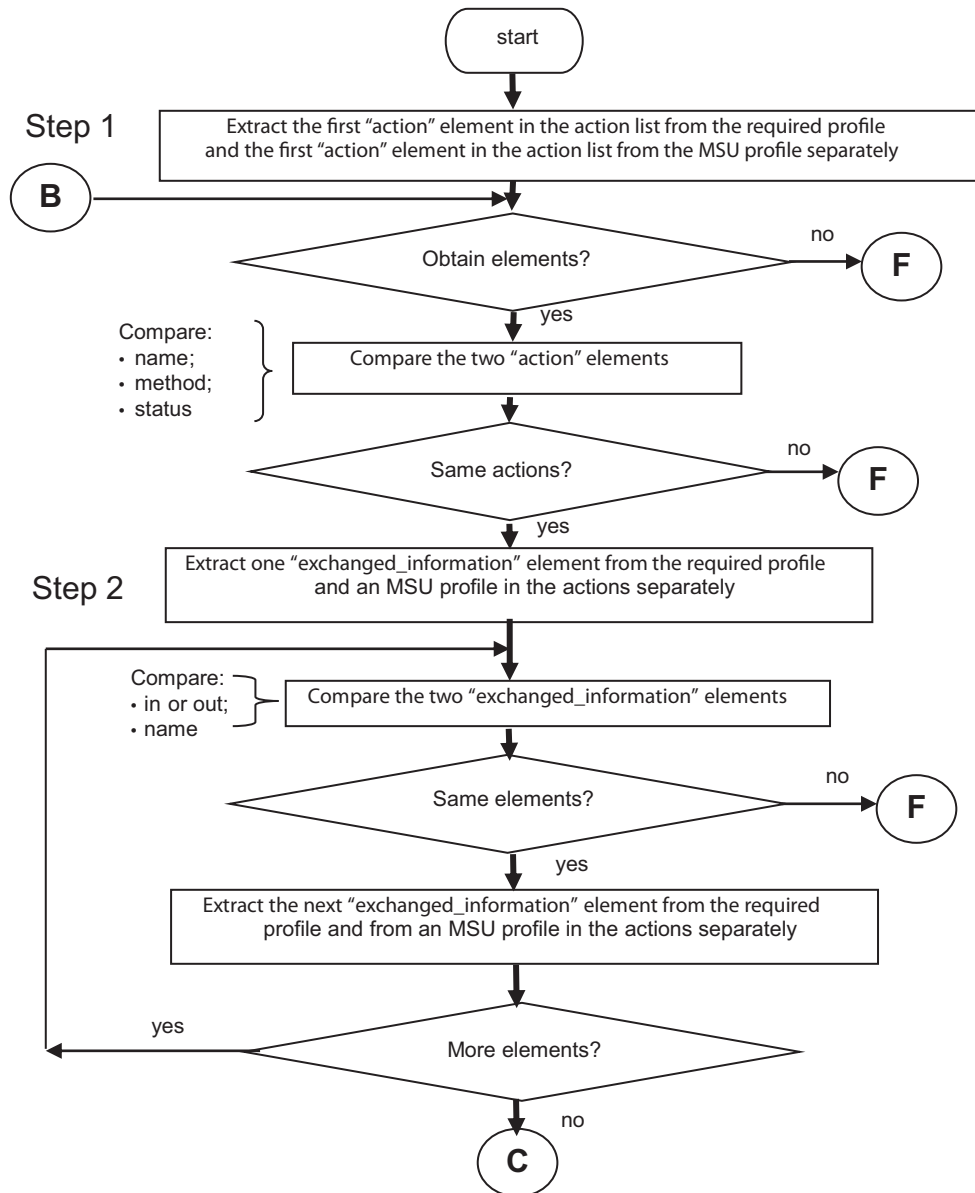 start
Step 1
Extract the first “action” element in the action list from the required profile
and the first “action” element in the action list from the MSU profile separately
B
Obtain elements?
no
F
yes
Compare:
• name;
• method;
• status
Compare the two “action” elements
Same actions?
no
F
yes
Step 2
Extract one “exchanged_information” element from the required profile
and an MSU profile in the actions separately
Compare:
• in or out;
• name
Compare the two “exchanged_information” elements
Same elements?
no
F
yes
Extract the next “exchanged_information” element from the required
profile and from an MSU profile in the actions separately
More elements?
yes
no
C